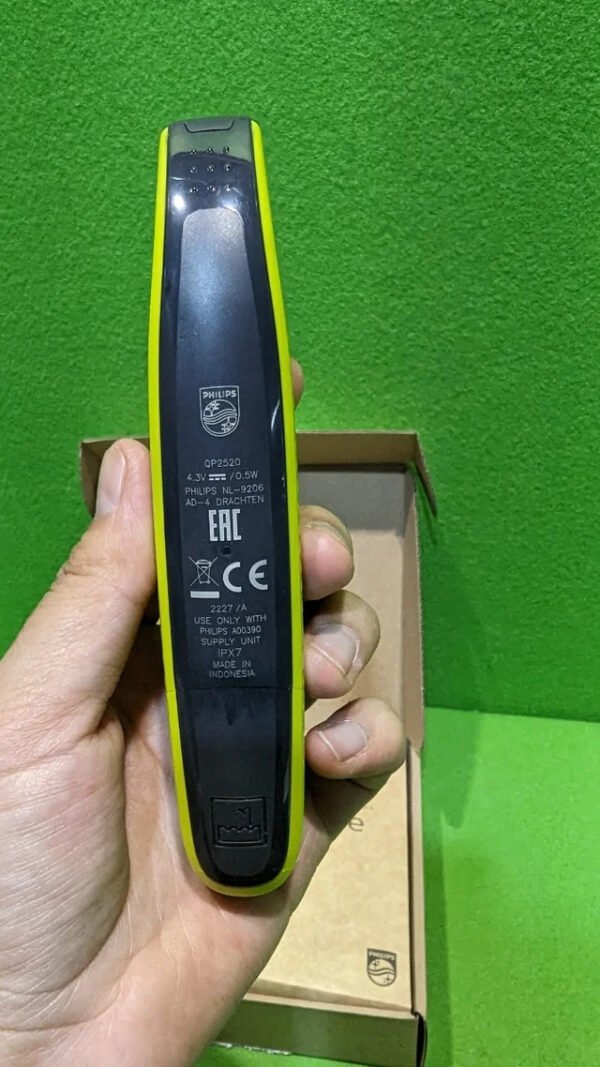 PHILIPS
QP2520
4.3V /0.5W
PHILIPS NL-9206
AD-4 DRACHTEN
EAC
CE
2227 /A
USE ONLY WITH
PHILIPS A00390
SUPPLY UNIT
IPX7
MADE IN
INDONESIA
e
PHILIPS